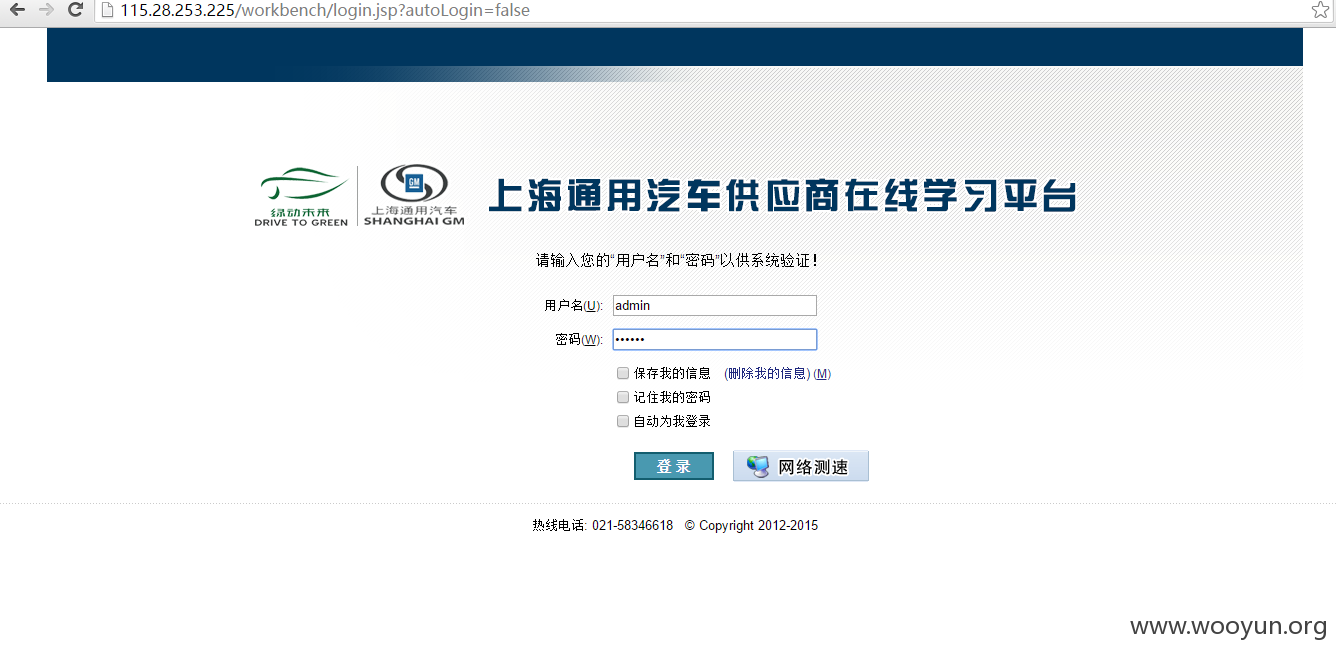 115.28.253.225/workbench/login.jsp?autoLogin=false
绿动未来
DRIVE TO GREEN
GM
上海通用汽车
SHANGHAI GM
上海通用汽车供应商在线学习平台
请输入您的“用户名”和“密码”以供系统验证!
用户名(U): admin
密码(W): ••••••
保存我的信息 (删除我的信息) (M)
记住我的密码
自动为我登录
登 录 网络测速
热线电话: 021-58346618 © Copyright 2012-2015
www.wooyun.org